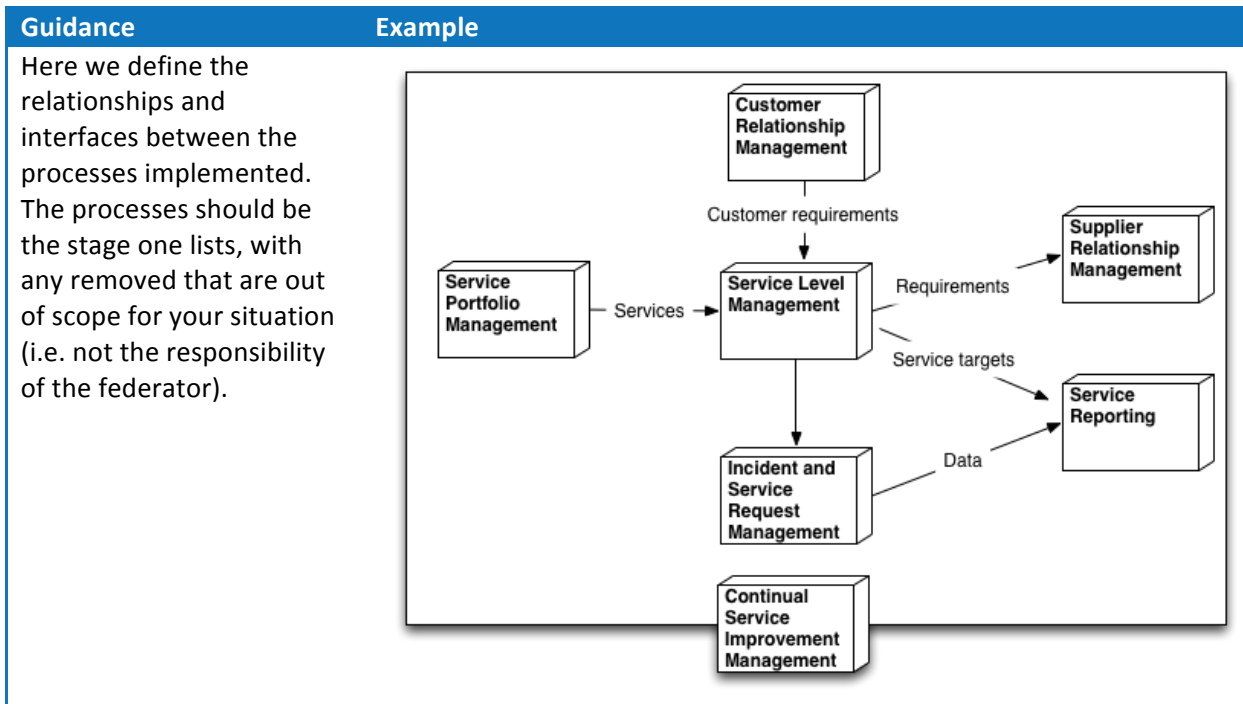 Guidance
Example
Here we define the
relationships and
interfaces between the
processes implemented.
The processes should be
the stage one lists, with
any removed that are out
of scope for your situation
(i.e. not the responsibility
of the federator).
Customer
Relationship
Management
Customer requirements
Service
Portfolio
Management
Services
Service Level
Management
Requirements
Supplier
Relationship
Management
Service targets
Service
Reporting
Incident and
Service
Request
Management
Data
Continual
Service
Improvement
Management